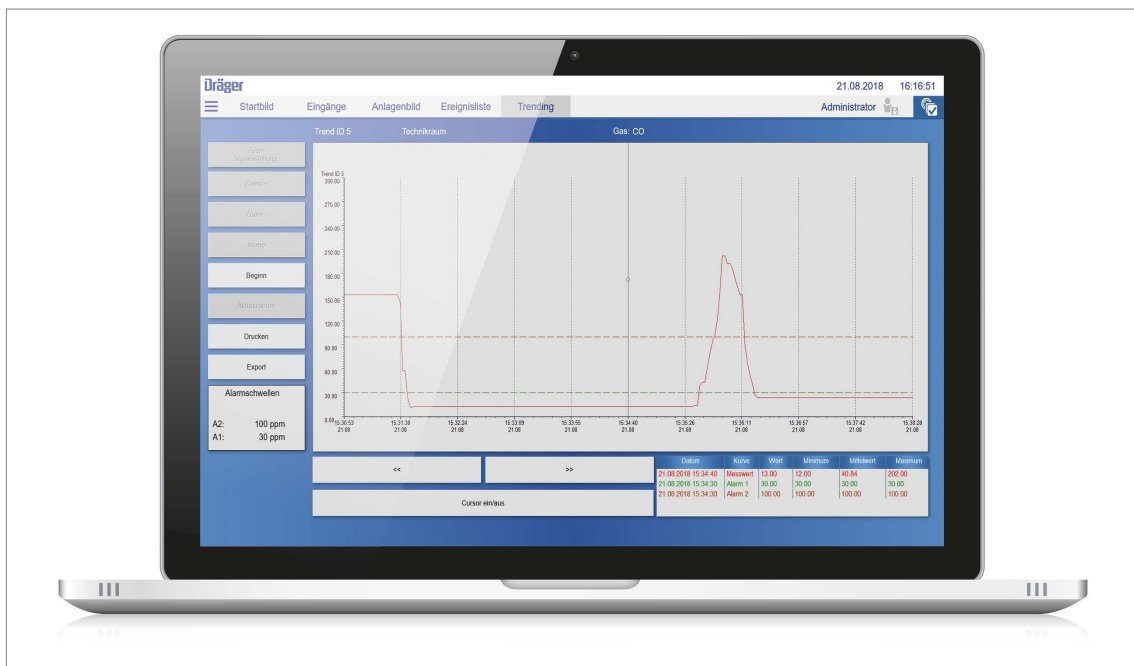 Dräger
21.08.2018 16:16:51
Startbild Eingänge Anlagenbild Ereignisliste Trending Administrator
Trend ID 5 Technikraum Gas: CO
Zoom
Voreinstellung
Zoom +
Zoom -
Stopp
Beginn
Aktualisieren
Drucken
Export
Alarmschwellen
A2: 100 ppm
A1: 30 ppm
Trend ID 5
300.00
270.00
240.00
210.00
180.00
150.00
120.00
90.00
60.00
30.00
0.00
15:30:53 15:31:38 15:32:24 15:33:09 15:33:55 15:34:40 15:35:26 15:36:11 15:36:57 15:37:42 15:38:28
21.08 21.08 21.08 21.08 21.08 21.08 21.08 21.08 21.08 21.08 21.08
<< >>
Cursor ein/aus
Datum Kurve Wert Minimum Mittelwert Maximum
21.08.2018 15:34:40 Messwert 13.00 12.00 40.84 202.00
21.08.2018 15:34:30 Alarm 1 30.00 30.00 30.00 30.00
21.08.2018 15:34:30 Alarm 2 100.00 100.00 100.00 100.00